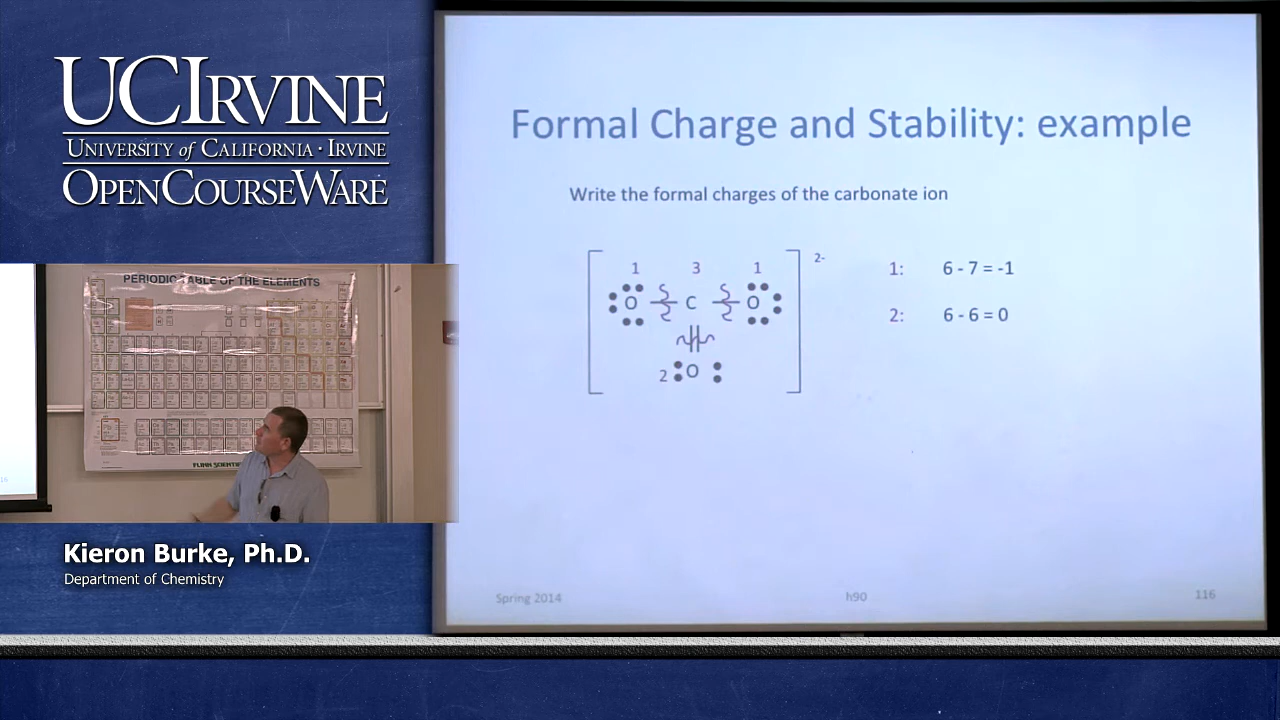 UCIRVINE
UNIVERSITY of CALIFORNIA · IRVINE
OPENCOURSEWARE
PERIODIC TABLE OF THE ELEMENTS
Kieron Burke, Ph.D.
Department of Chemistry
Formal Charge and Stability: example
Write the formal charges of the carbonate ion
2-
1 3 1
O C O
2 O
1: 6 - 7 = -1
2: 6 - 6 = 0
Spring 2014 h90 116